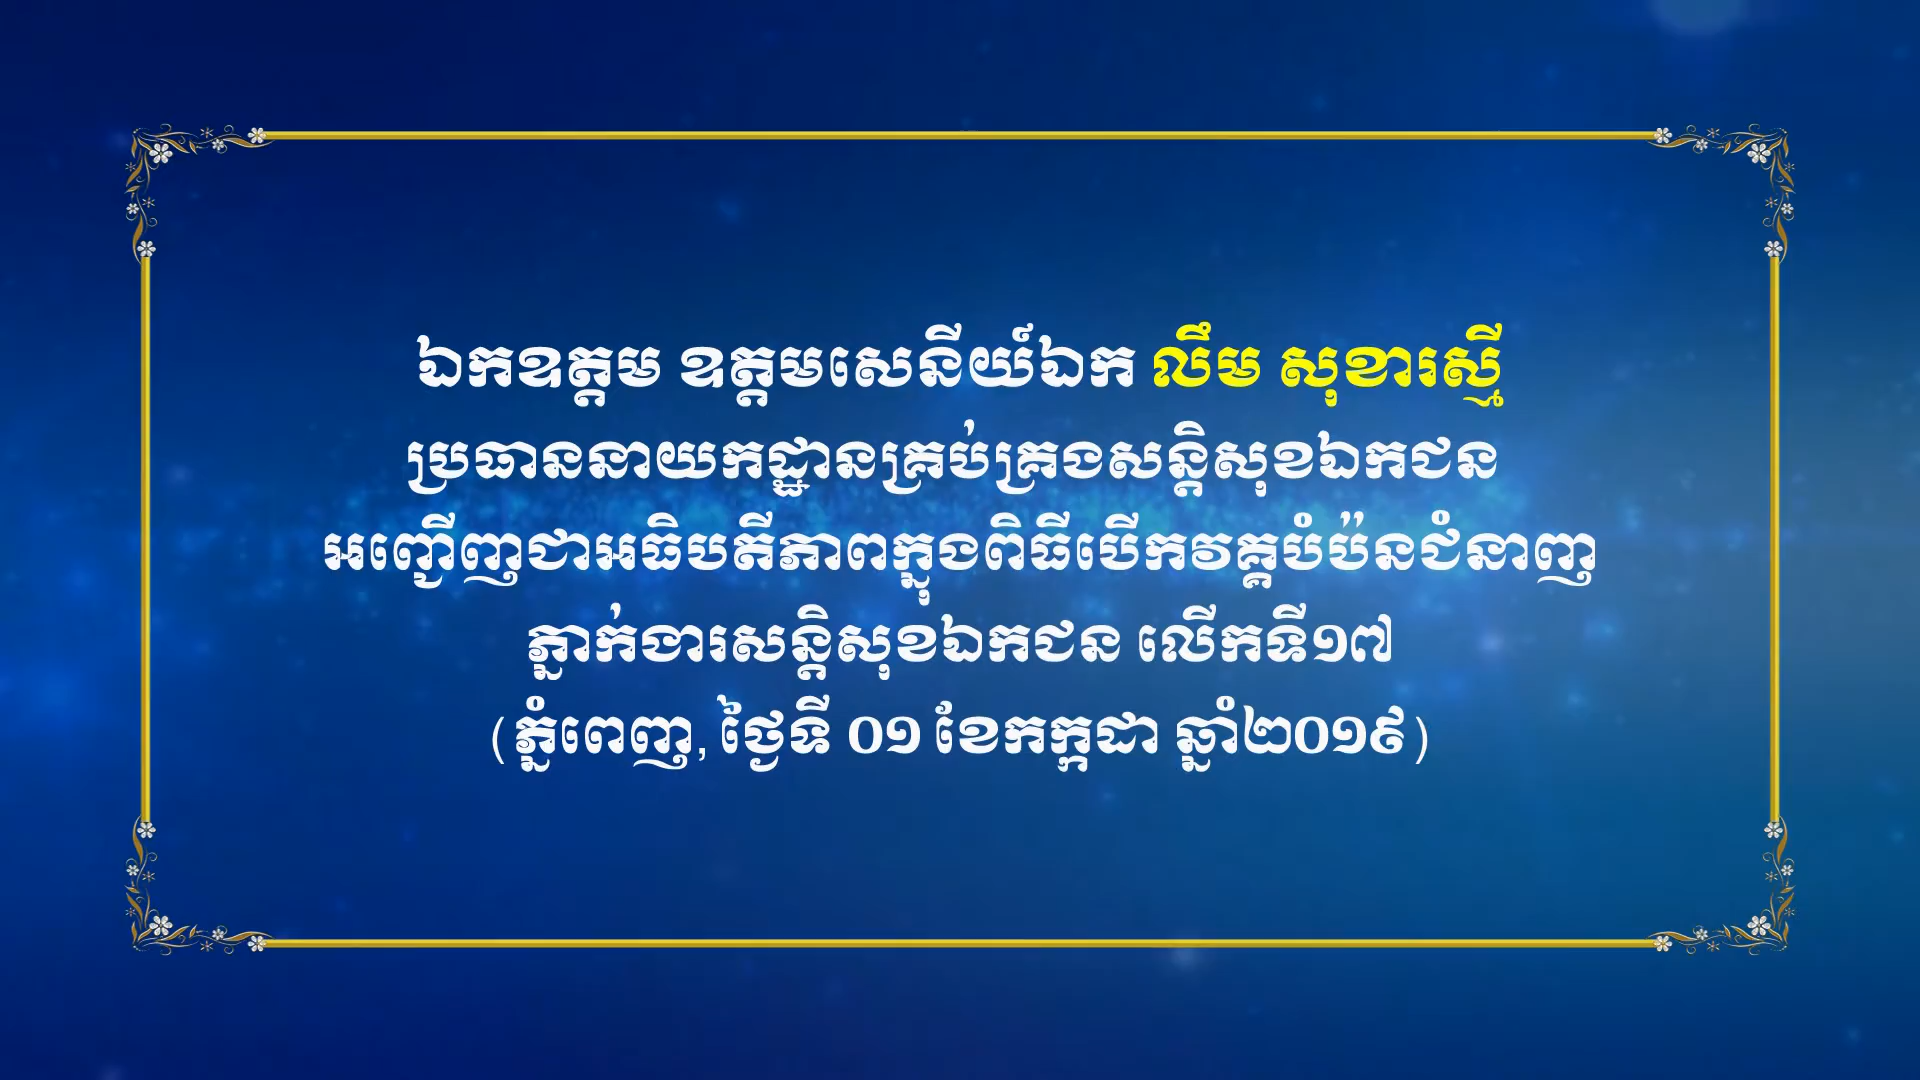 ឯកឧត្តម ឧត្តមសេនីយ៍ឯក លឹម សុខារស្មី
ប្រធាននាយកដ្ឋានគ្រប់គ្រងសន្តិសុខឯកជន
អញ្ជើញជាអធិបតីភាពក្នុងពិធីបើកវគ្គបំប៉នជំនាញ
ភ្នាក់ងារសន្តិសុខឯកជន លើកទី១៧
(ភ្នំពេញ, ថ្ងៃទី ០១ ខែកក្កដា ឆ្នាំ២០១៩)